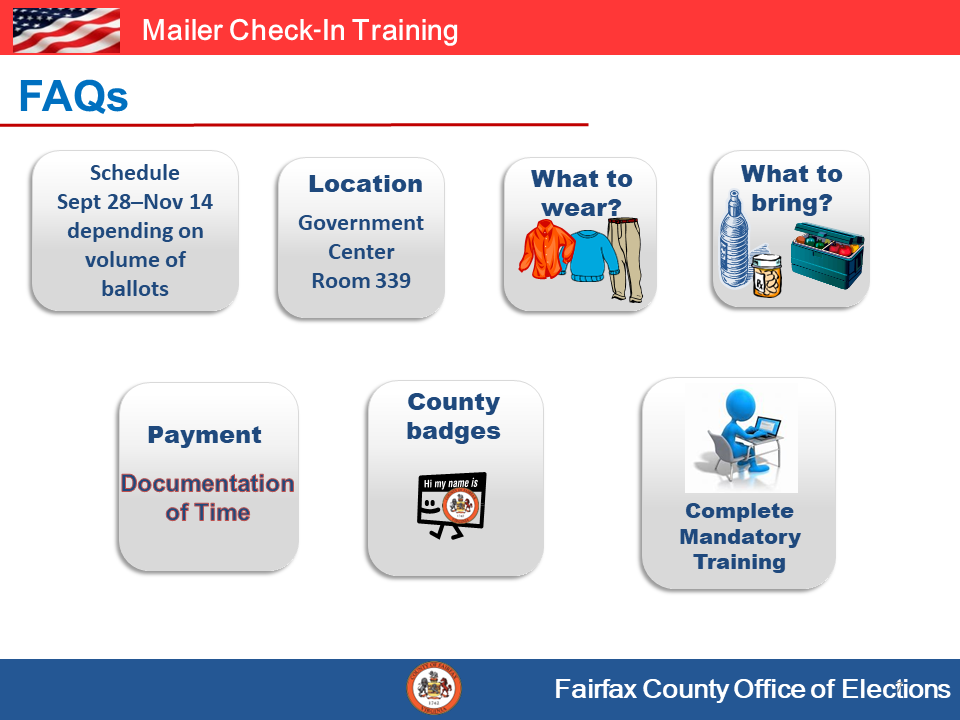 Mailer Check-In Training
FAQs
Schedule
Sept 28–Nov 14
depending on
volume of
ballots
Location
Government
Center
Room 339
What to
wear?
What to
bring?
Payment
Documentation
of Time
County
badges
Hi my name is
Complete
Mandatory
Training
Fairfax County Office of Elections